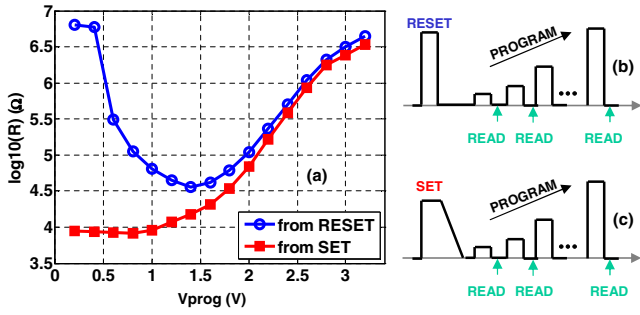 7
6.5
6
5.5
5
4.5
4
3.5
log10(R) (Ω)
0 0.5 1 1.5 2 2.5 3
Vprog (V)
(a)
from RESET
from SET
RESET
PROGRAM
(b)
READ READ READ
SET
PROGRAM
(c)
READ READ READ